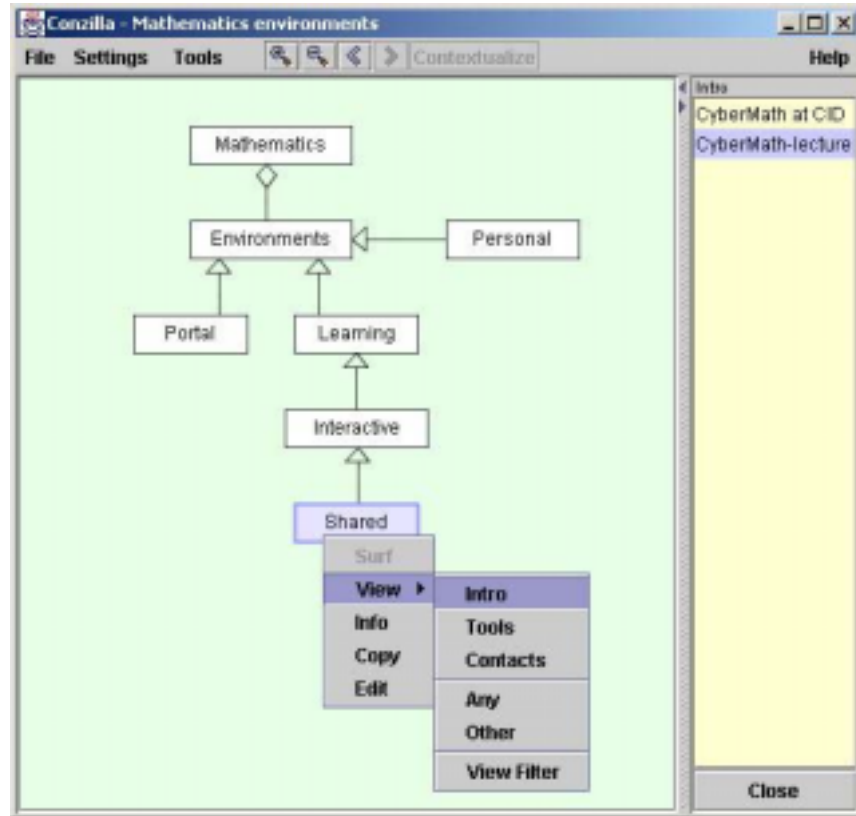 Conzilla - Mathematics environments
File Settings Tools Contextualize Help
Intro
CyberMath at CID
CyberMath-lecture
Mathematics
Environments
Personal
Portal
Learning
Interactive
Shared
Surf
View
Info
Copy
Edit
Intro
Tools
Contacts
Any
Other
View Filter
Close